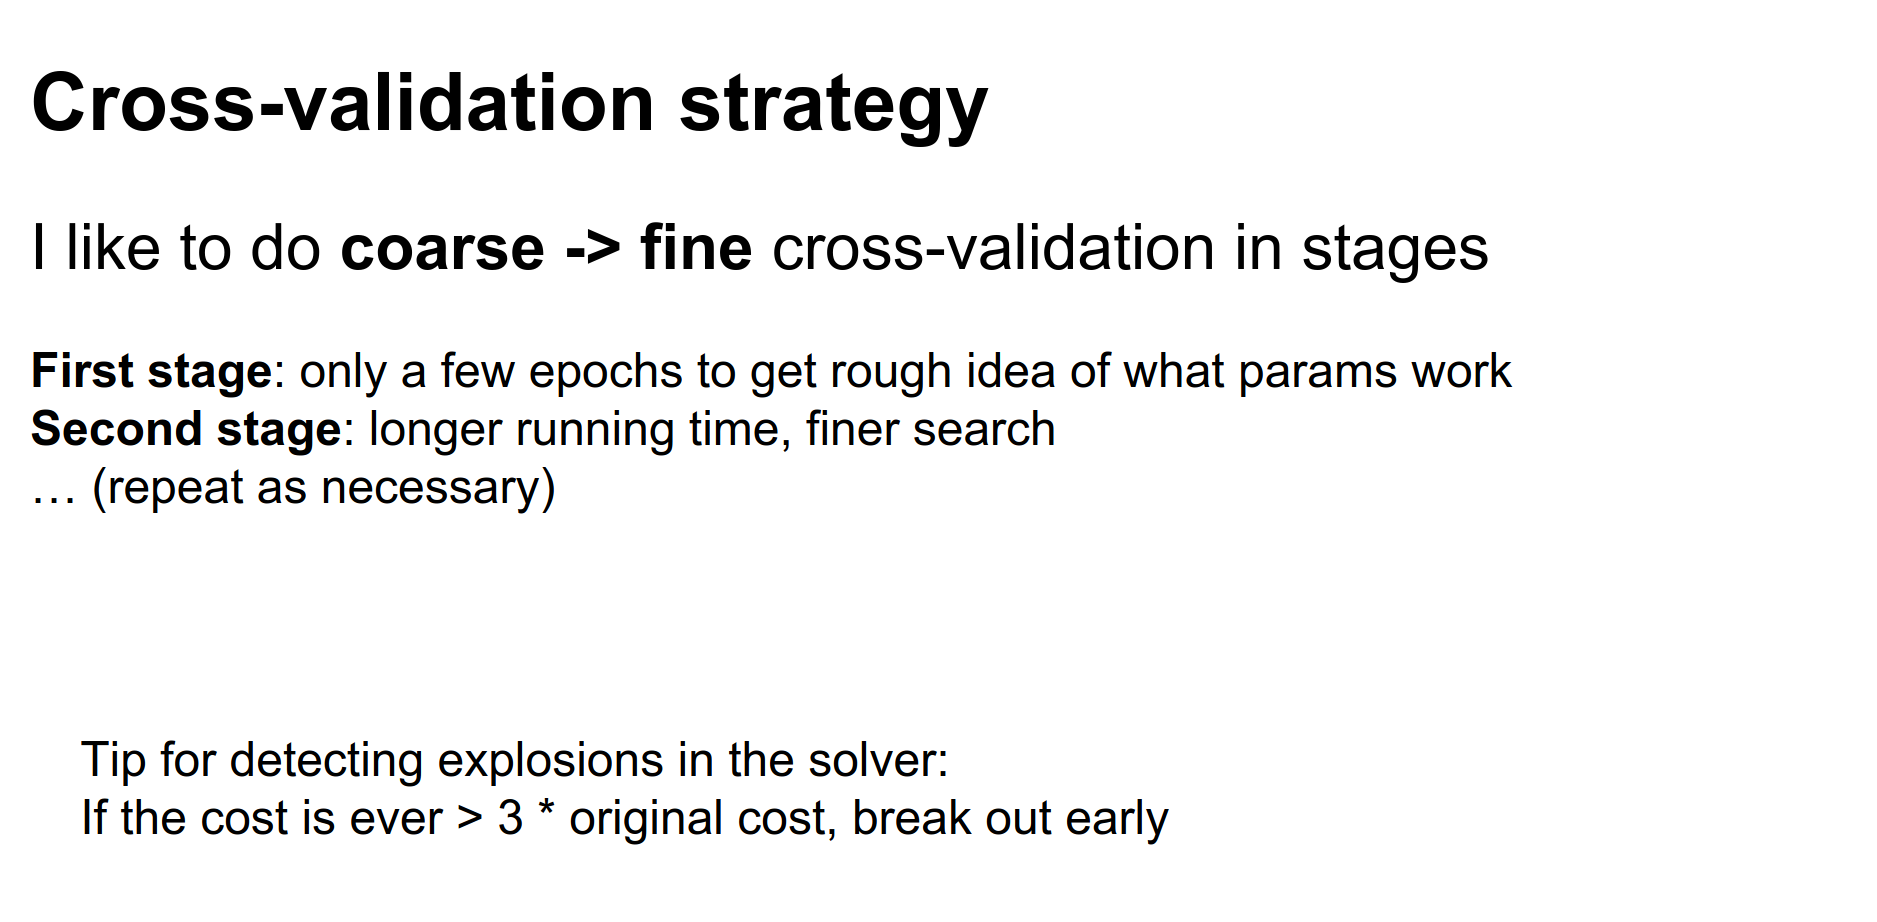 Cross-validation strategy
I like to do coarse -> fine cross-validation in stages
First stage: only a few epochs to get rough idea of what params work
Second stage: longer running time, finer search
… (repeat as necessary)
Tip for detecting explosions in the solver:
If the cost is ever > 3 * original cost, break out early